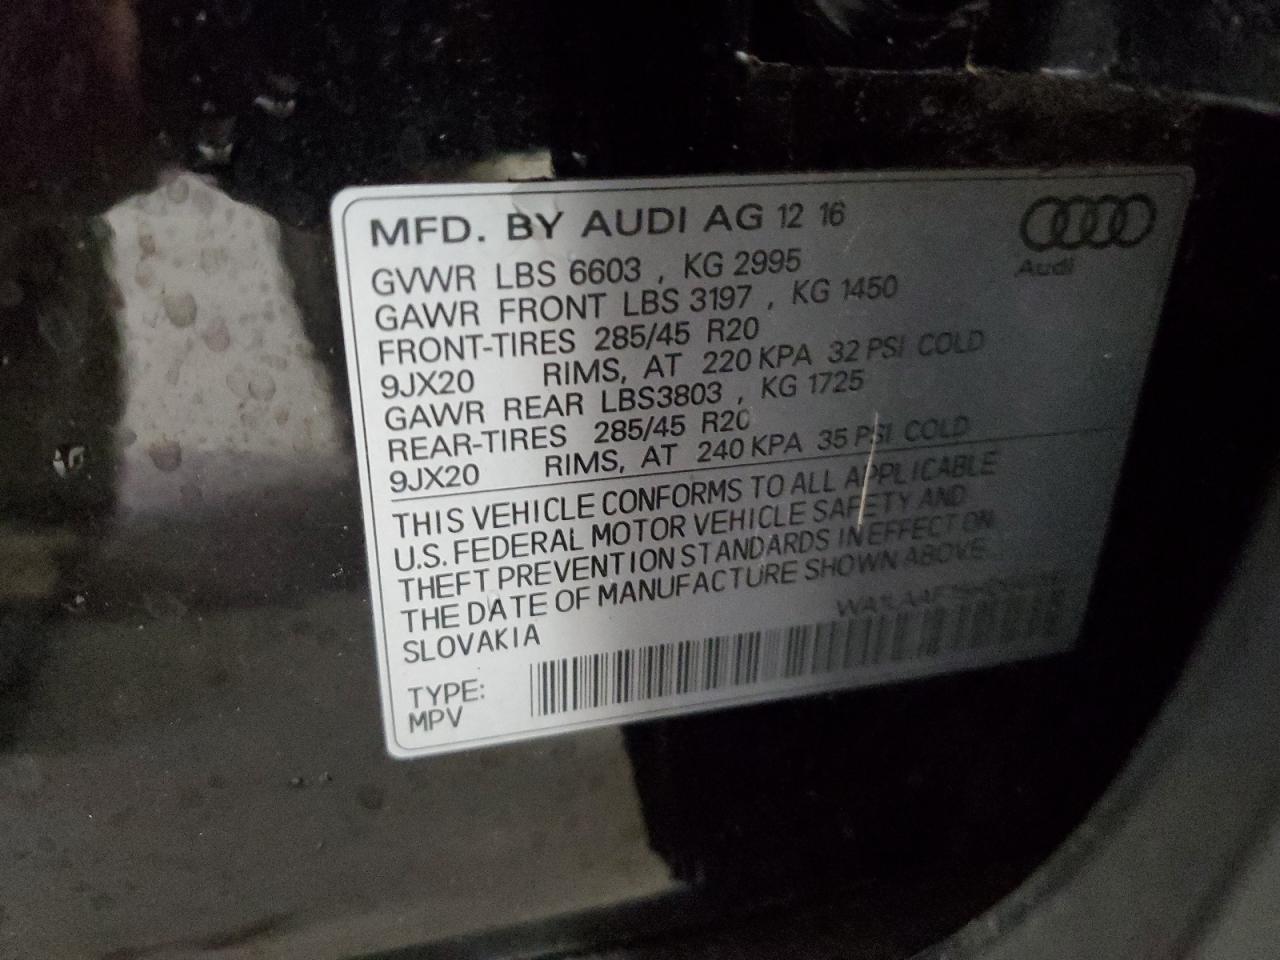 MFD. BY AUDI AG 12 16
Audi
GVWR LBS 6603 , KG 2995
GAWR FRONT LBS 3197 , KG 1450
FRONT-TIRES 285/45 R20
9JX20 RIMS, AT 220 KPA 32 PSI COLD
GAWR REAR LBS3803 , KG 1725
REAR-TIRES 285/45 R20
9JX20 RIMS, AT 240 KPA 35 PSI COLD
THIS VEHICLE CONFORMS TO ALL APPLICABLE
U.S. FEDERAL MOTOR VEHICLE SAFETY AND
THEFT PREVENTION STANDARDS IN EFFECT ON
THE DATE OF MANUFACTURE SHOWN ABOVE
SLOVAKIA
TYPE:
MPV